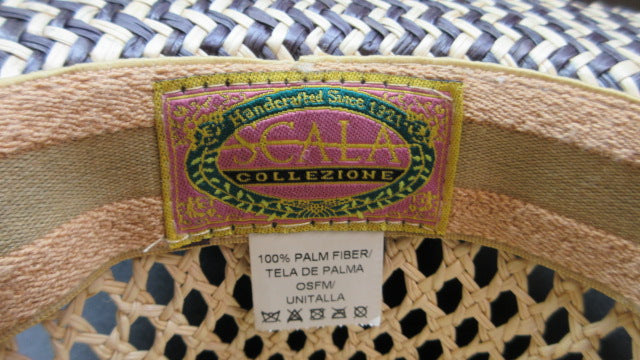 Handcrafted Since 1921
SCALA
COLLEZIONE
100% PALM FIBER/
TELA DE PALMA
OSFM/
UNITALLA